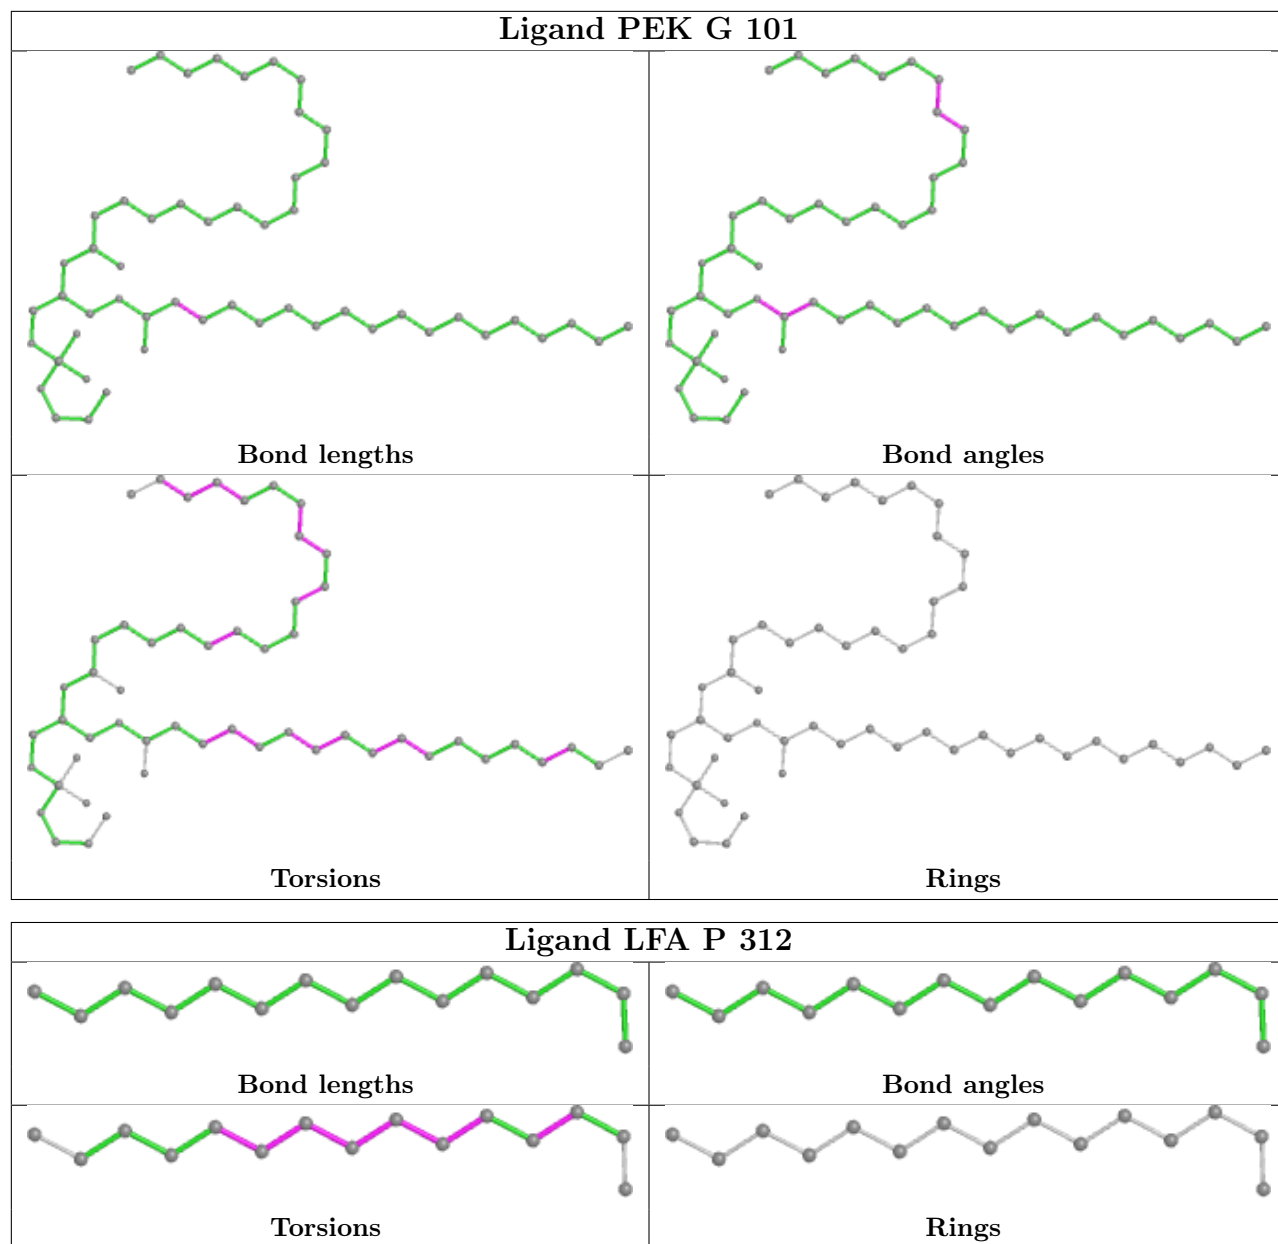 Ligand PEK G 101
Bond lengths
Bond angles
Torsions
Rings
Ligand LFA P 312
Bond lengths
Bond angles
Torsions
Rings